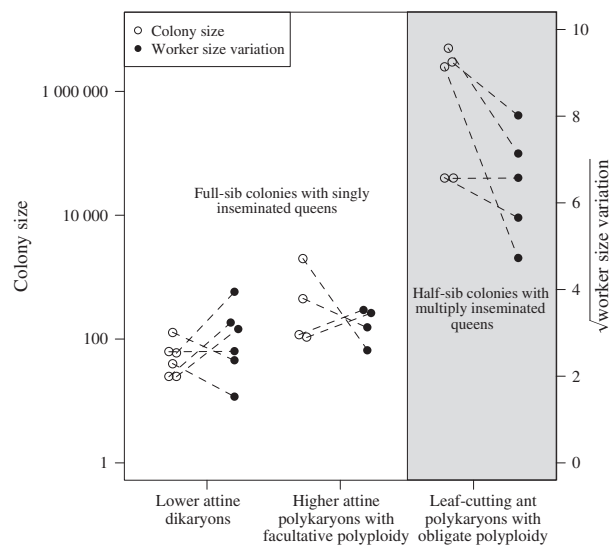 Colony size
Worker size variation
1 000 000
10 000
100
1
Colony size
Full-sib colonies with singly
inseminated queens
Half-sib colonies with
multiply inseminated
queens
10
8
6
4
2
0
√worker size variation
Lower attine
dikaryons
Higher attine
polykaryons with
facultative polyploidy
Leaf-cutting ant
polykaryons with
obligate polyploidy